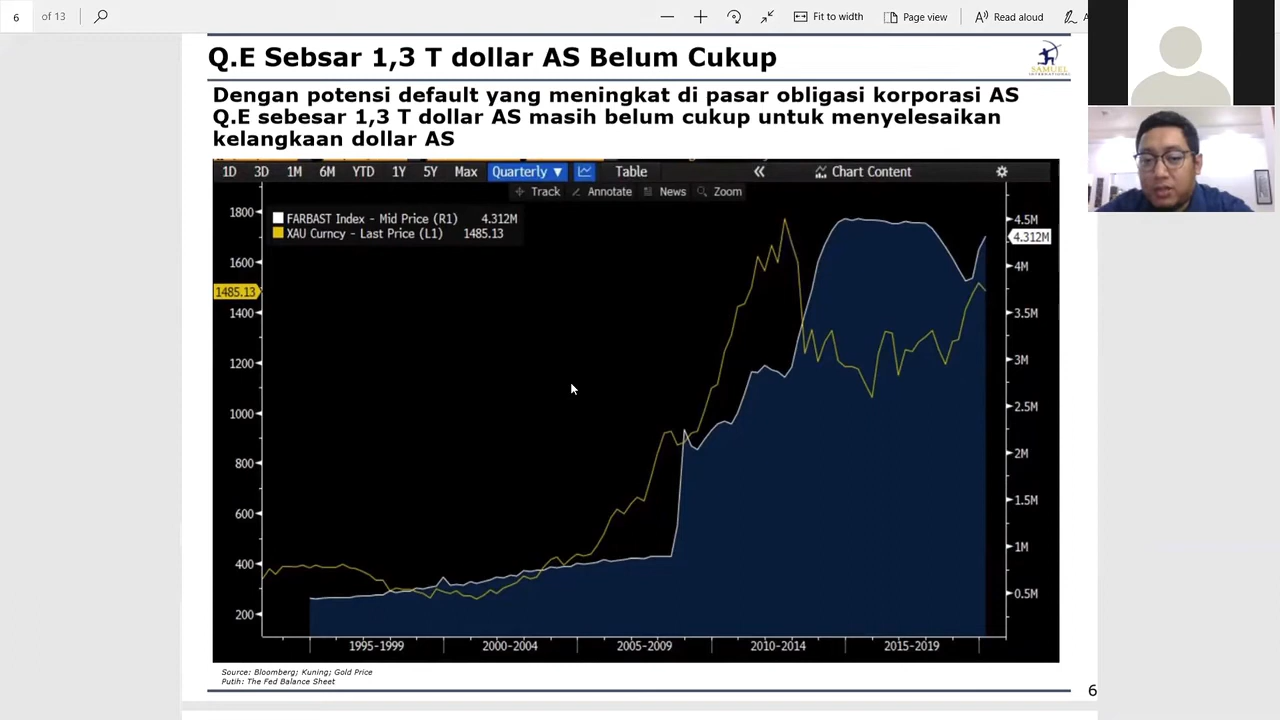 6 of 13
Fit to width
Page view
Read aloud
Q.E Sebsar 1,3 T dollar AS Belum Cukup
SAMUEL
INTERNATIONAL
Dengan potensi default yang meningkat di pasar obligasi korporasi AS
Q.E sebesar 1,3 T dollar AS masih belum cukup untuk menyelesaikan
kelangkaan dollar AS
1D 3D 1M 6M YTD 1Y 5Y Max Quarterly ▼ Table « Chart Content
Track Annotate News Zoom
FARBAST Index - Mid Price (R1) 4.312M
XAU Curncy - Last Price (L1) 1485.13
1800
1600
1485.13
1400
1200
1000
800
600
400
200
4.5M
4.312M
4M
3.5M
3M
2.5M
2M
1.5M
1M
0.5M
1995-1999 2000-2004 2005-2009 2010-2014 2015-2019
Source: Bloomberg; Kuning; Gold Price
Putih: The Fed Balance Sheet
6